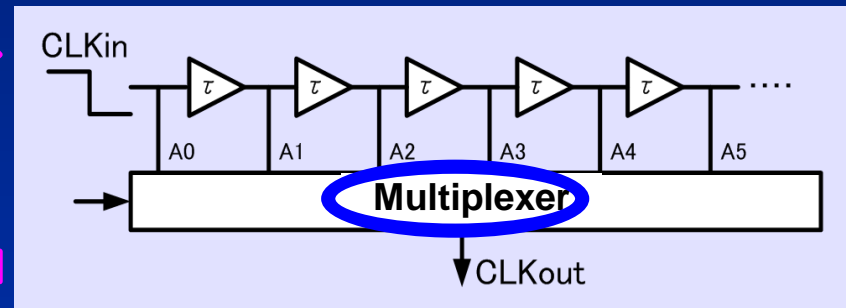 CLKin
τ τ τ τ τ ....
A0 A1 A2 A3 A4 A5
Multiplexer
CLKout